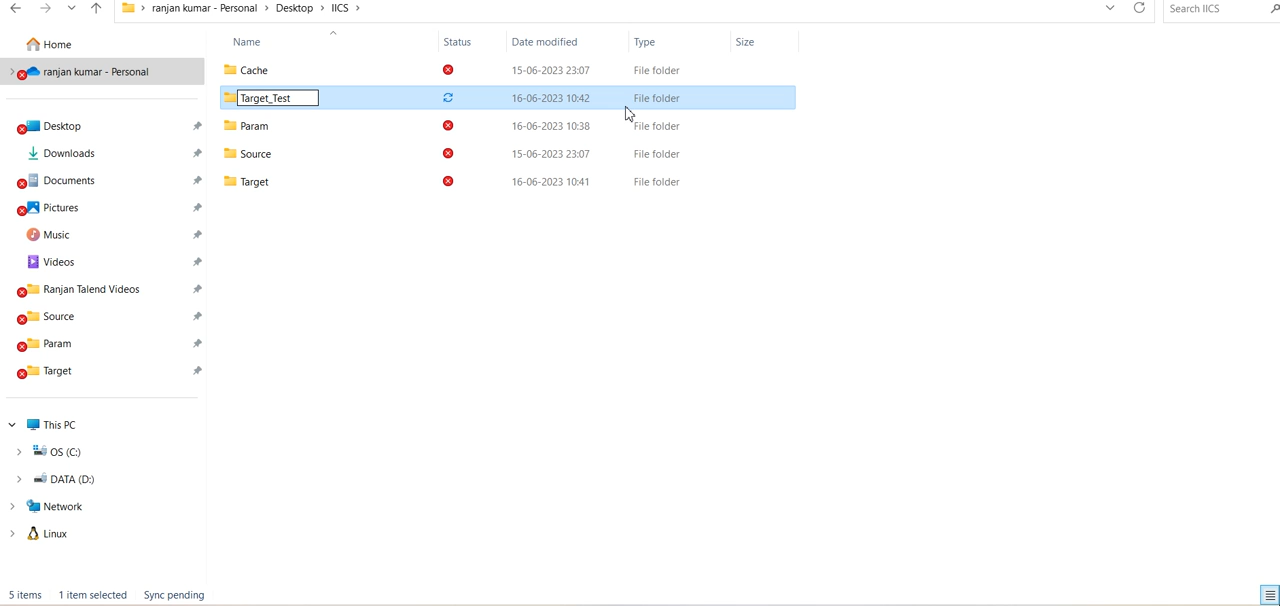 ranjan kumar - Personal > Desktop > IICS >
Search IICS
Home
ranjan kumar - Personal
Desktop
Downloads
Documents
Pictures
Music
Videos
Ranjan Talend Videos
Source
Param
Target
This PC
OS (C:)
DATA (D:)
Network
Linux
Name Status Date modified Type Size
Cache 15-06-2023 23:07 File folder
Target_Test 16-06-2023 10:42 File folder
Param 16-06-2023 10:38 File folder
Source 15-06-2023 23:07 File folder
Target 16-06-2023 10:41 File folder
5 items 1 item selected Sync pending